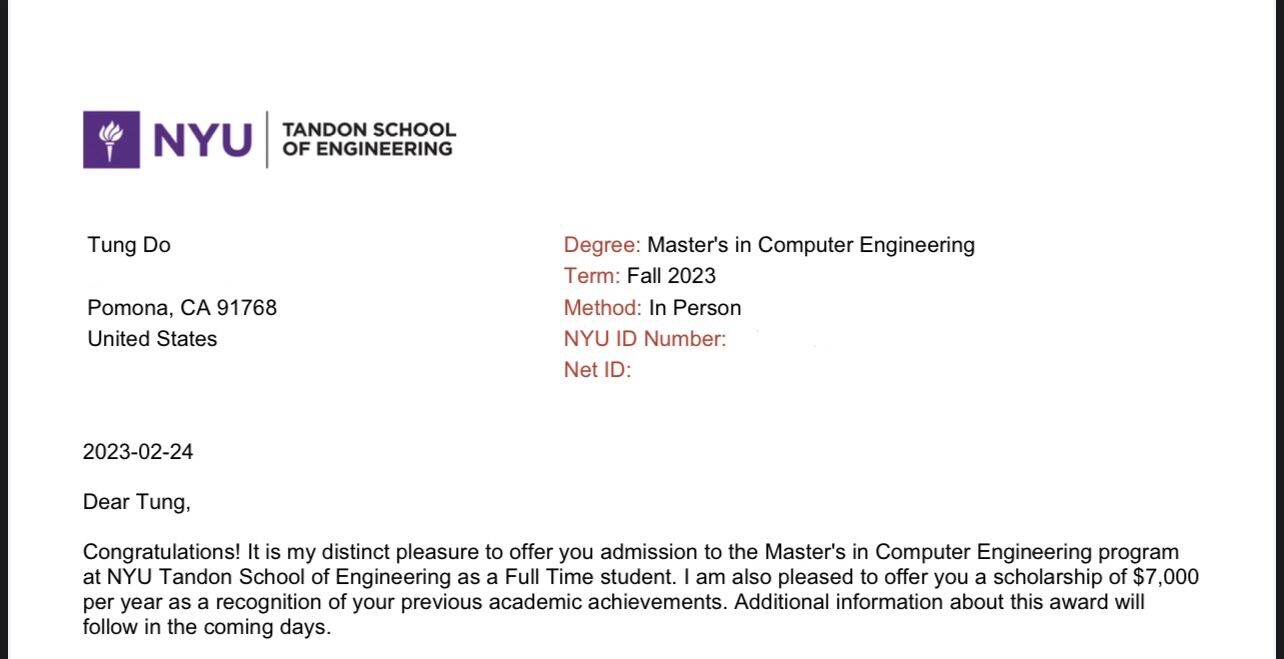 NYU TANDON SCHOOL
OF ENGINEERING
Tung Do
Pomona, CA 91768
United States
Degree: Master's in Computer Engineering
Term: Fall 2023
Method: In Person
NYU ID Number:
Net ID:
2023-02-24
Dear Tung,
Congratulations! It is my distinct pleasure to offer you admission to the Master's in Computer Engineering program
at NYU Tandon School of Engineering as a Full Time student. I am also pleased to offer you a scholarship of $7,000
per year as a recognition of your previous academic achievements. Additional information about this award will
follow in the coming days.